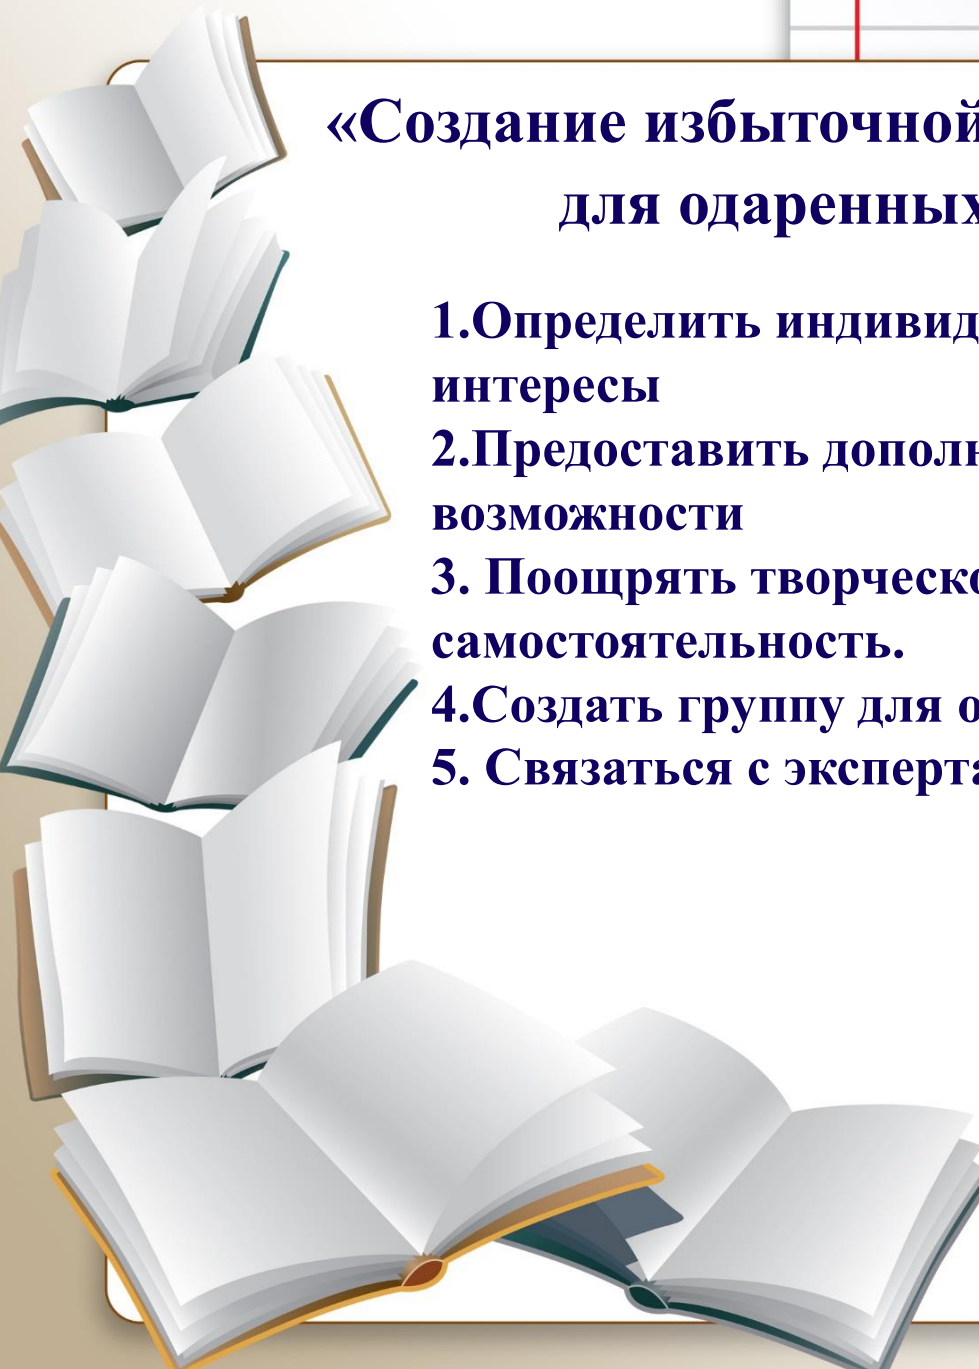 «Создание избыточной
для одаренных
1.Определить индивид
интересы
2.Предоставить дополн
возможности
3. Поощрять творческо
самостоятельность.
4.Создать группу для о
5. Связаться с эксперта